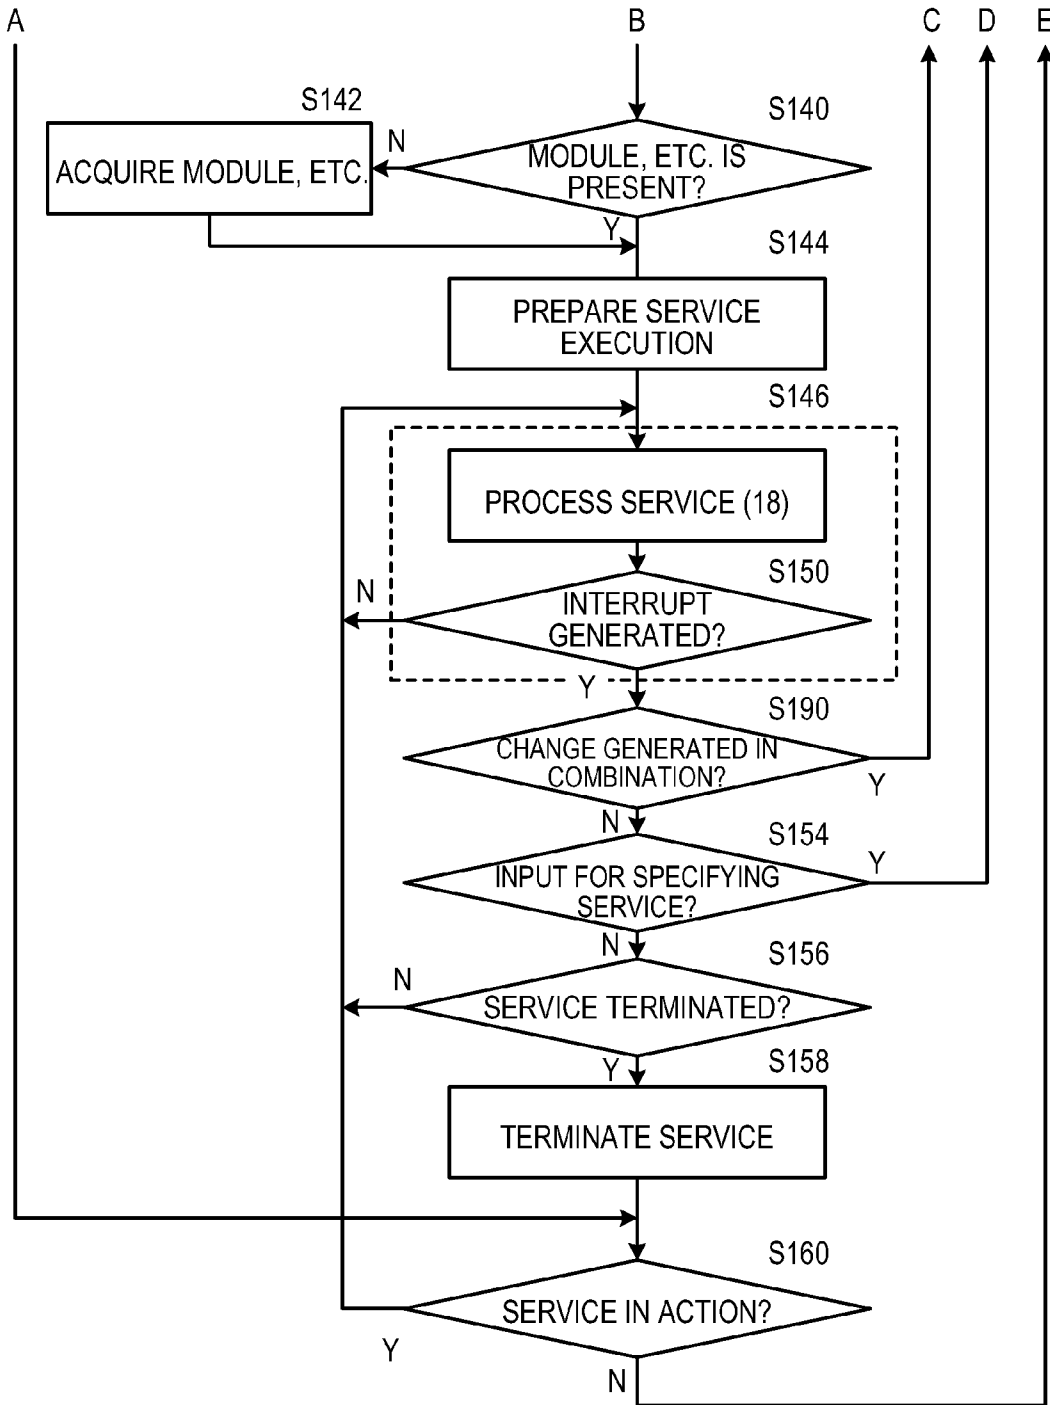 A
B
C
D
E
S142
S140
ACQUIRE MODULE, ETC.
N
MODULE, ETC. IS
PRESENT?
Y
S144
PREPARE SERVICE
EXECUTION
S146
PROCESS SERVICE (18)
S150
N
INTERRUPT
GENERATED?
Y
S190
CHANGE GENERATED IN
COMBINATION?
Y
N
S154
Y
INPUT FOR SPECIFYING
SERVICE?
N
S156
N
SERVICE TERMINATED?
Y
S158
TERMINATE SERVICE
S160
SERVICE IN ACTION?
Y
N